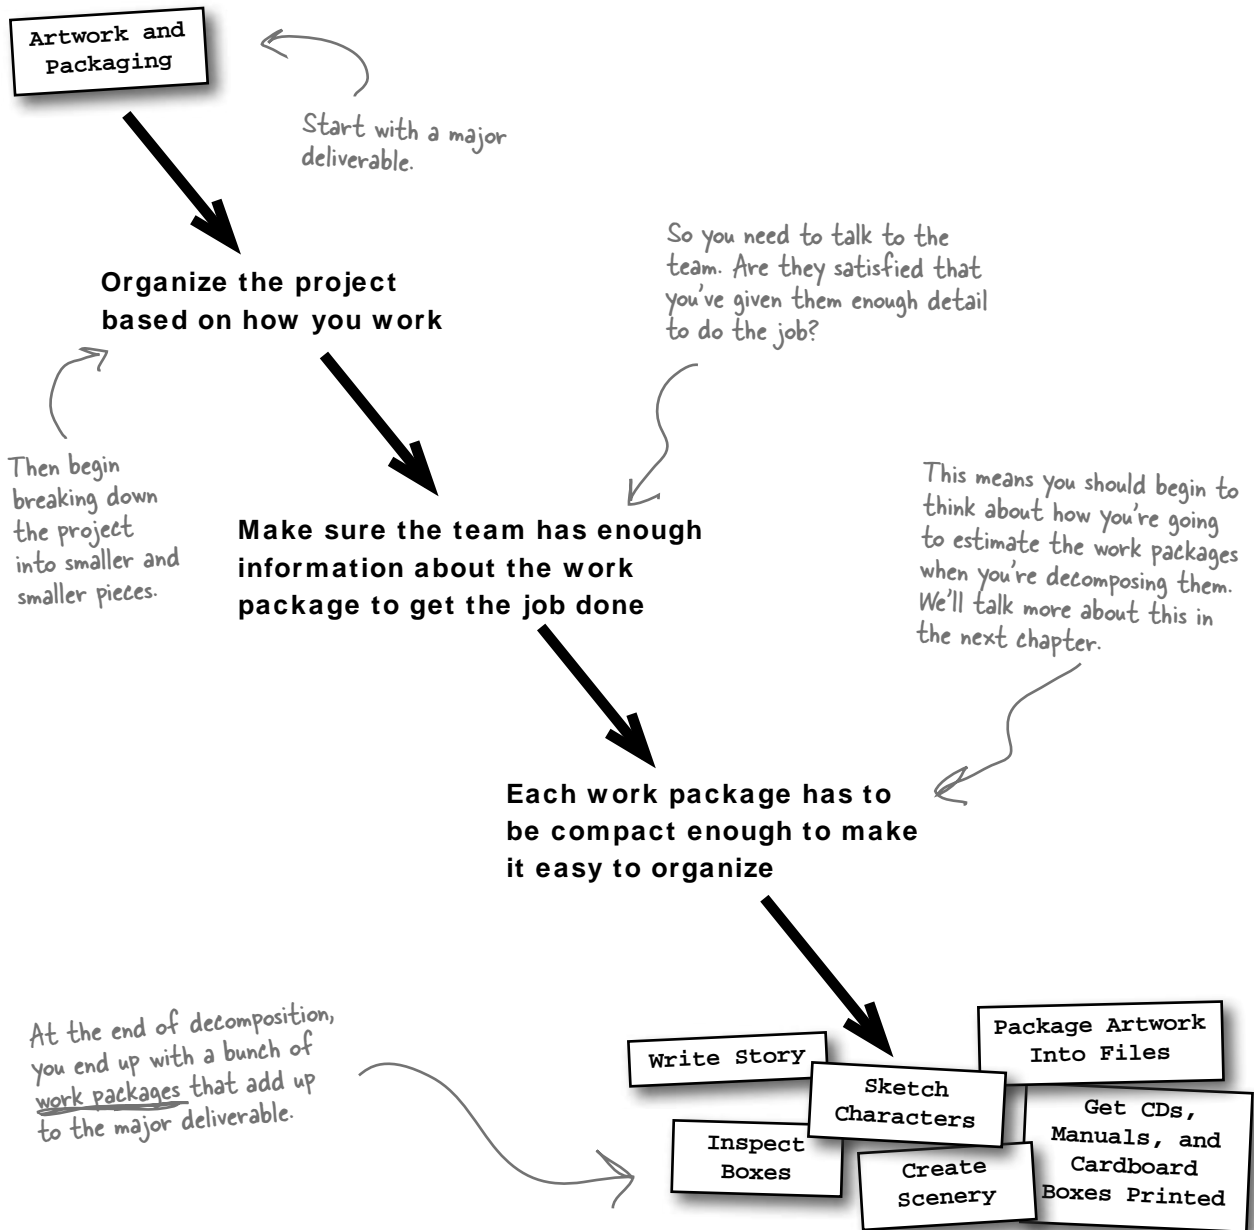 Artwork and
Packaging
Start with a major
deliverable.
Organize the project
based on how you work
So you need to talk to the
team. Are they satisfied that
you've given them enough detail
to do the job?
Then begin
breaking down
the project
into smaller and
smaller pieces.
Make sure the team has enough
information about the work
package to get the job done
This means you should begin to
think about how you're going
to estimate the work packages
when you're decomposing them.
We'll talk more about this in
the next chapter.
Each work package has to
be compact enough to make
it easy to organize
At the end of decomposition,
you end up with a bunch of
work packages that add up
to the major deliverable.
Write Story
Sketch
Characters
Package Artwork
Into Files
Inspect
Boxes
Create
Scenery
Get CDs,
Manuals, and
Cardboard
Boxes Printed